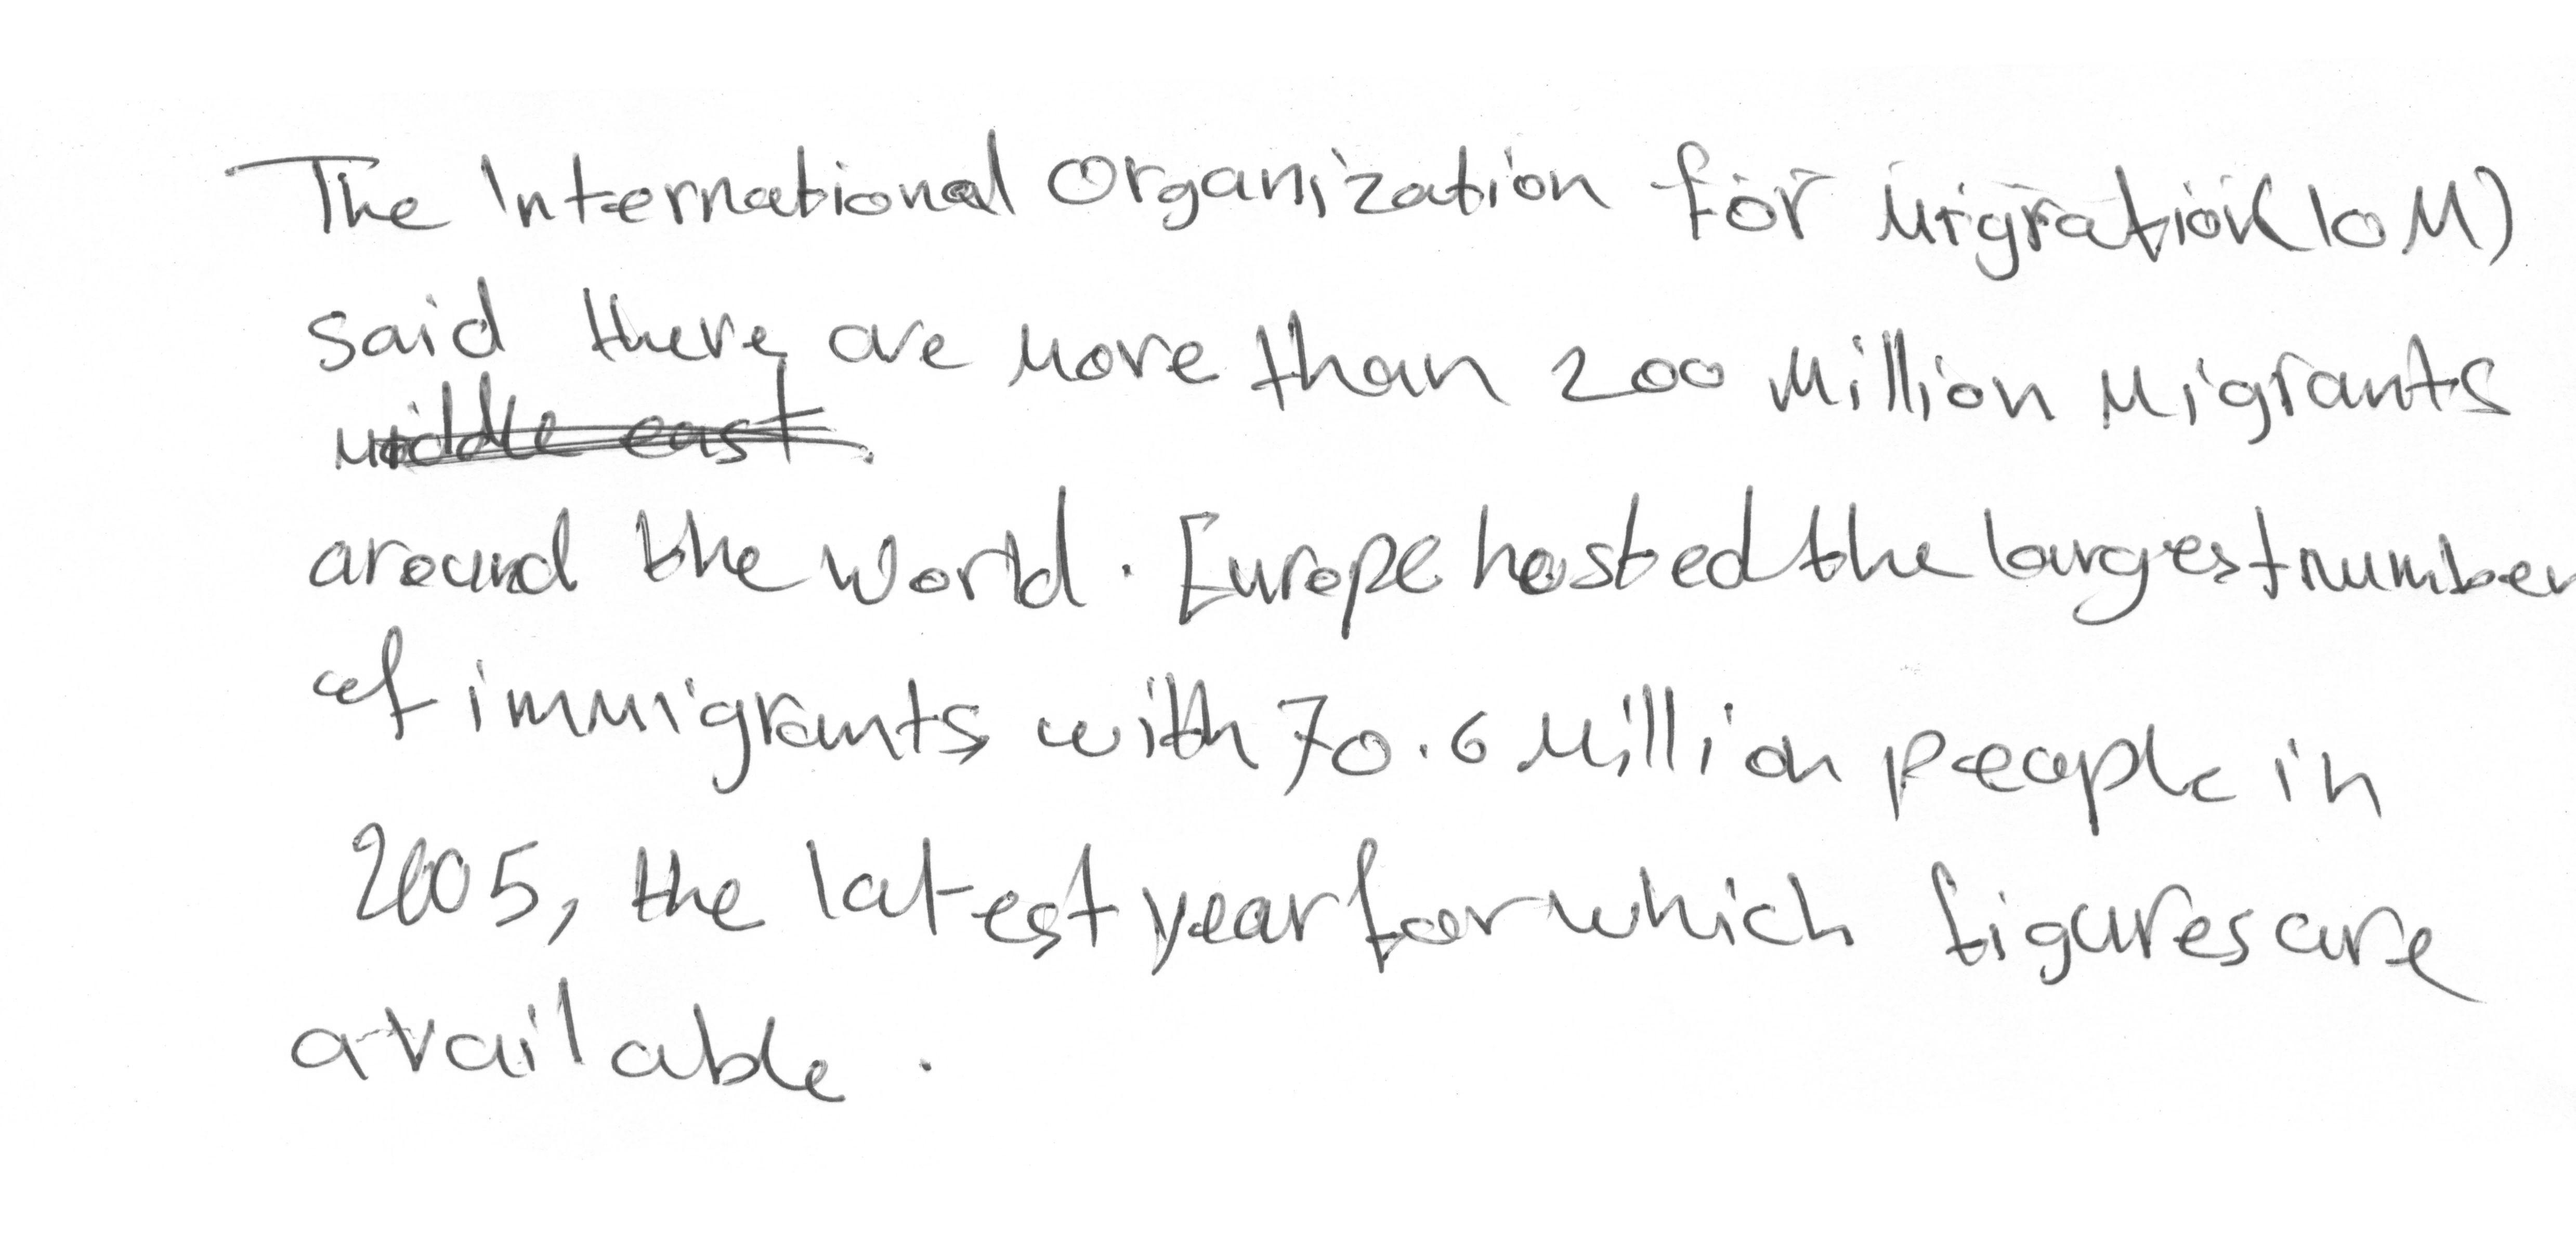 The International Organization for Migration (IOM)
said there are more than 200 Million Migrants
middle east.
around the world. Europe hosted the largest number
of immigrants with 70.6 Million people in
2005, the latest year for which figures are
available.